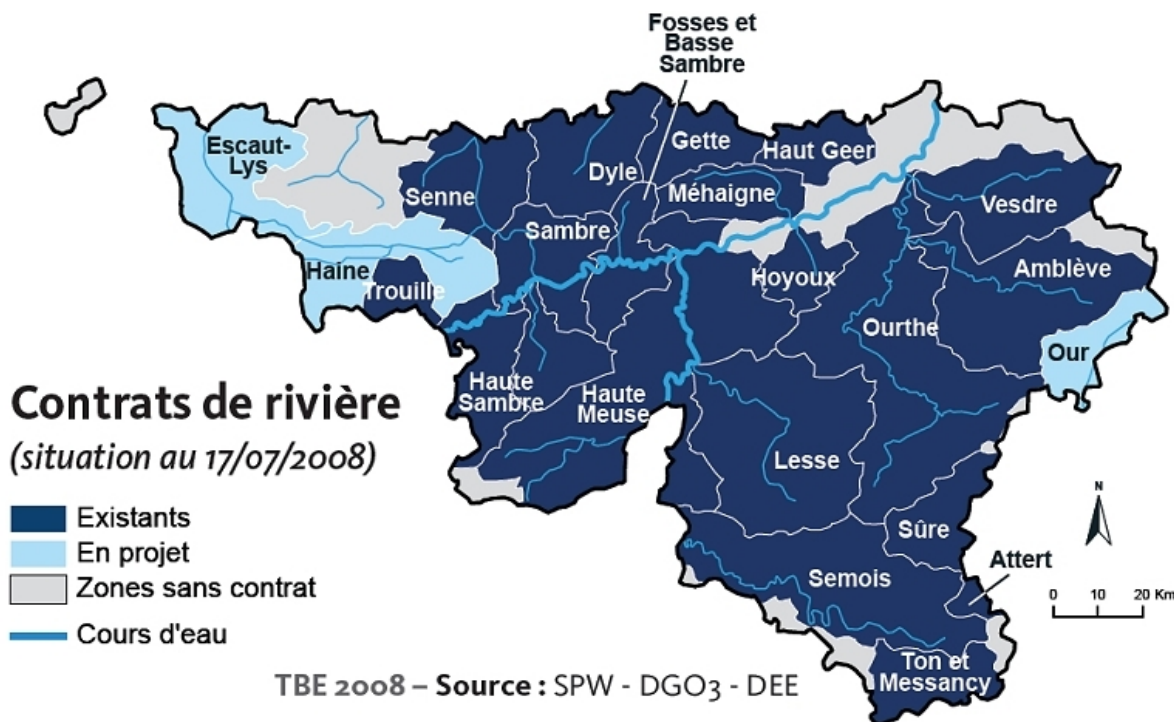 Fosses et
Basse
Sambre
Escaut-
Lys
Gette
Haut Geer
Dyle
Méhaigne
Senne
Vesdre
Sambre
Haine
Trouille
Hoyoux
Amblève
Ourthe
Our
Haute
Sambre
Haute
Meuse
Lesse
Sûre
Attert
Semois
Ton et
Messancy
Contrats de rivière
(situation au 17/07/2008)
Existants
En projet
Zones sans contrat
Cours d'eau
N
0 10 20 Km
TBE 2008 – Source : SPW - DGO3 - DEE